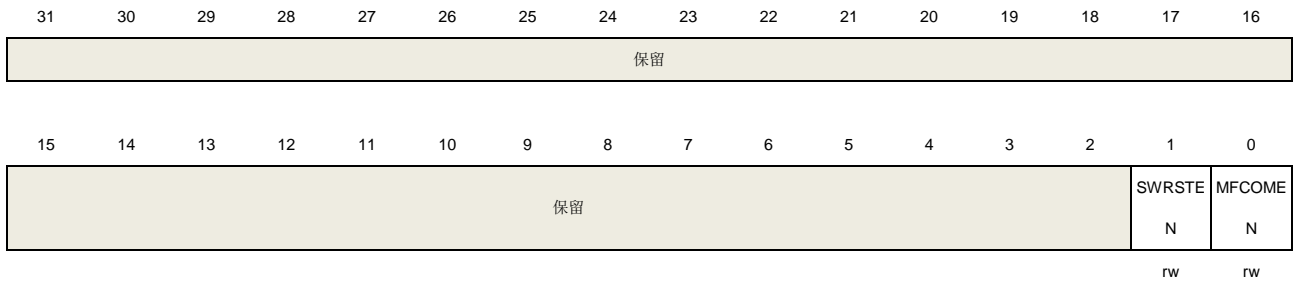 31 30 29 28 27 26 25 24 23 22 21 20 19 18 17 16
保留
15 14 13 12 11 10 9 8 7 6 5 4 3 2 1 0
保留
SWRSTE
N
MFCOME
N
rw rw